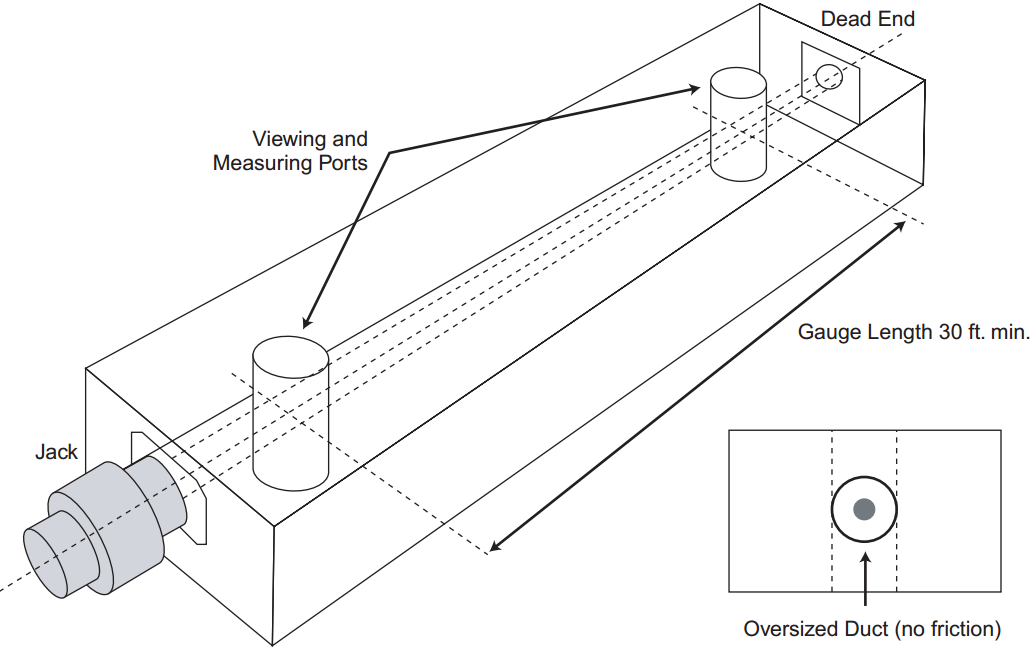 Dead End
Viewing and
Measuring Ports
Gauge Length 30 ft. min.
Jack
Oversized Duct (no friction)